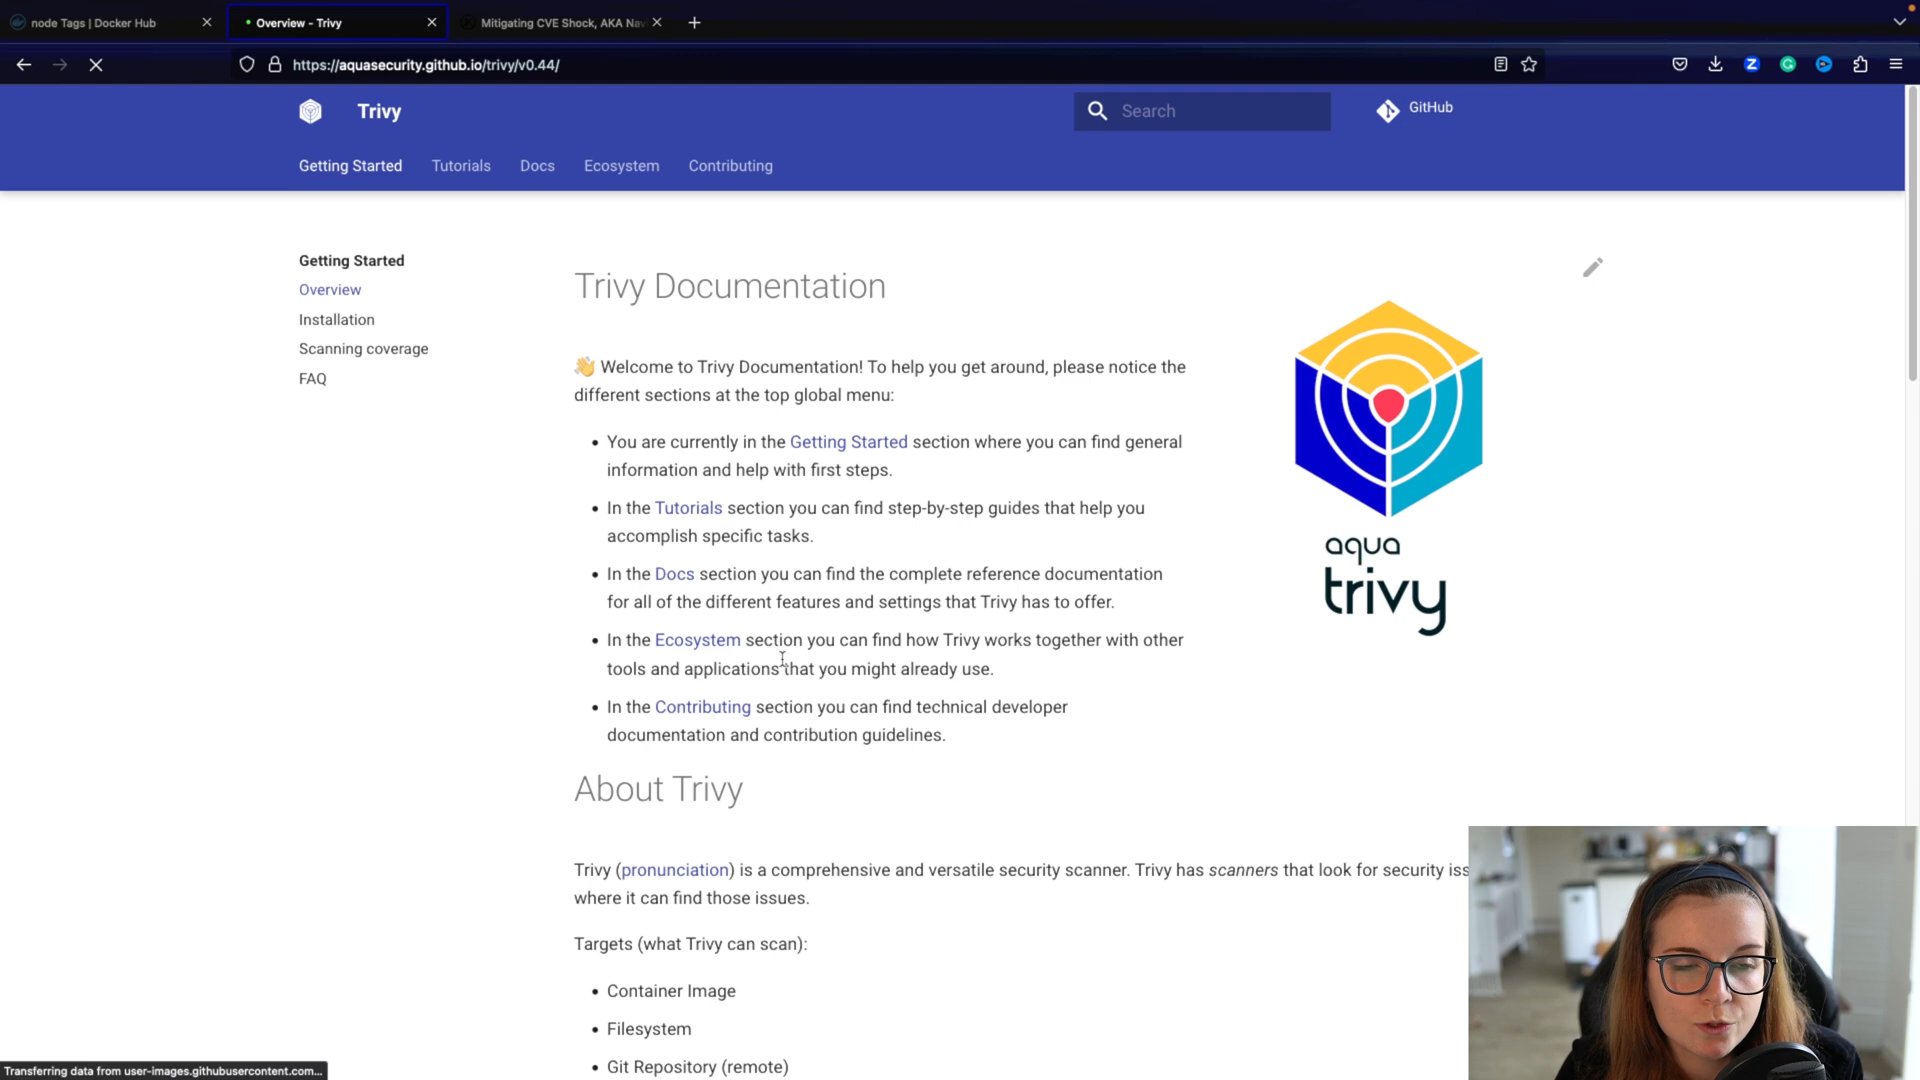 node Tags | Docker Hub
Overview - Trivy
Mitigating CVE Shock, AKA Nav
https://aquasecurity.github.io/trivy/v0.44/
Trivy
Search
GitHub
Getting Started
Tutorials
Docs
Ecosystem
Contributing
Getting Started
Overview
Installation
Scanning coverage
FAQ
Trivy Documentation
👋 Welcome to Trivy Documentation! To help you get around, please notice the
different sections at the top global menu:
• You are currently in the Getting Started section where you can find general
information and help with first steps.
• In the Tutorials section you can find step-by-step guides that help you
accomplish specific tasks.
• In the Docs section you can find the complete reference documentation
for all of the different features and settings that Trivy has to offer.
• In the Ecosystem section you can find how Trivy works together with other
tools and applications that you might already use.
• In the Contributing section you can find technical developer
documentation and contribution guidelines.
aqua
trivy
About Trivy
Trivy (pronunciation) is a comprehensive and versatile security scanner. Trivy has scanners that look for security iss
where it can find those issues.
Targets (what Trivy can scan):
• Container Image
• Filesystem
• Git Repository (remote)
Transferring data from user-images.githubusercontent.com...